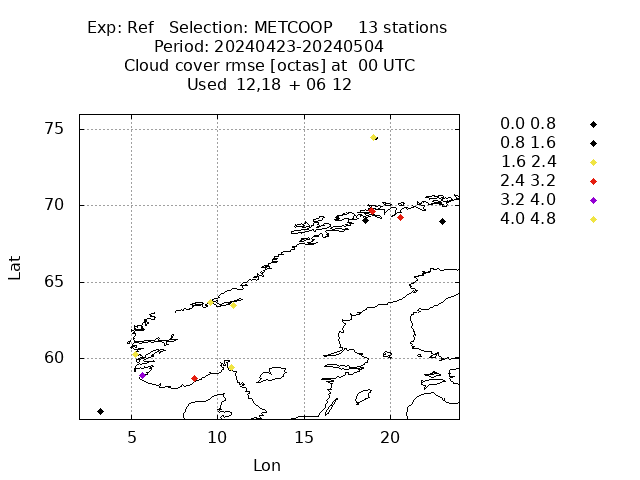 Exp: Ref   Selection: METCOOP     13 stations
Period: 20240423-20240504
Cloud cover rmse [octas] at  00 UTC
Used  12,18 + 06 12
0.0 0.8
0.8 1.6
1.6 2.4
2.4 3.2
3.2 4.0
4.0 4.8
75
70
65
60
Lat
5 10 15 20
Lon